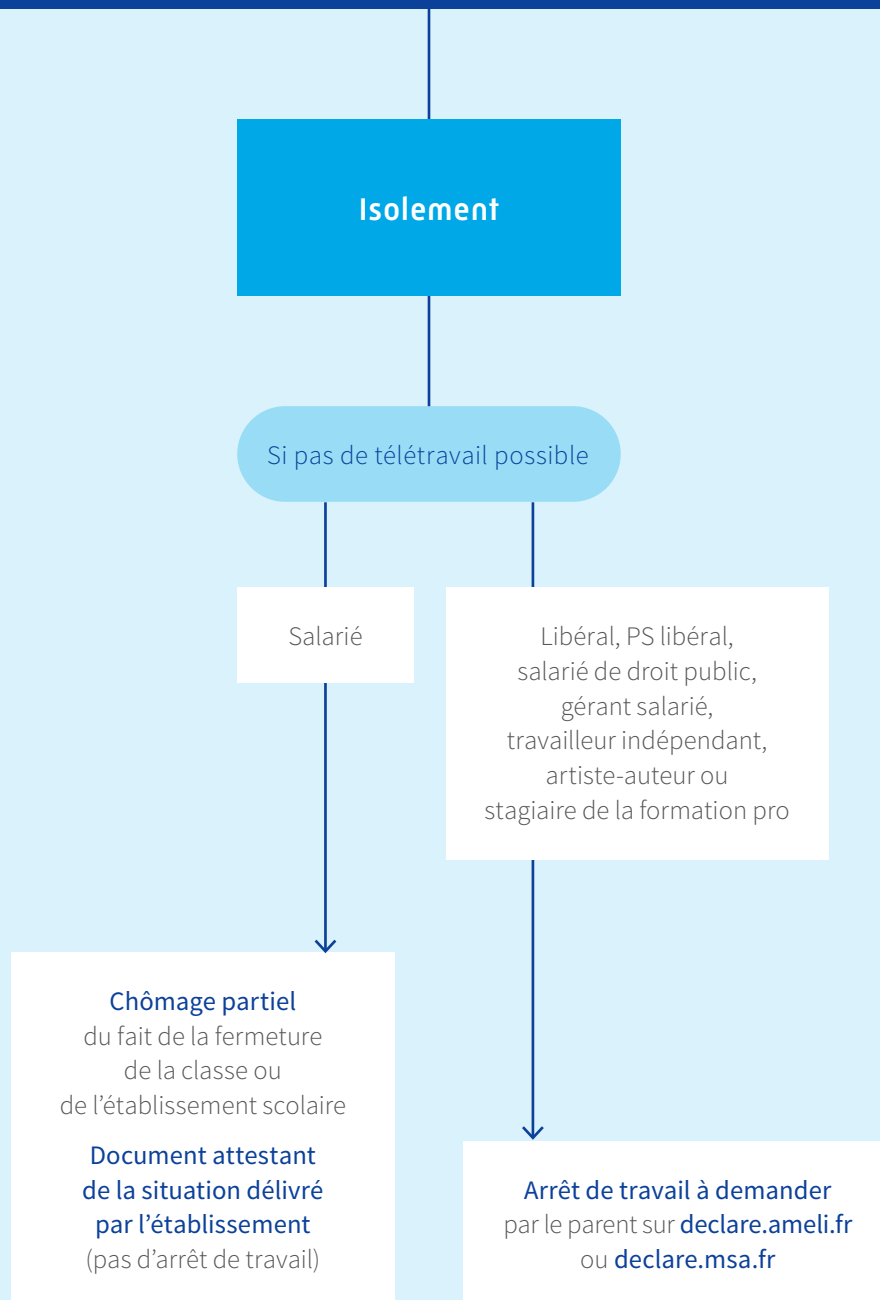 Isolement
Si pas de télétravail possible
Salarié
Libéral, PS libéral,
salarié de droit public,
gérant salarié,
travailleur indépendant,
artiste-auteur ou
stagiaire de la formation pro
Chômage partiel
du fait de la fermeture
de la classe ou
de l’établissement scolaire
Document attestant
de la situation délivré
par l’établissement
(pas d’arrêt de travail)
Arrêt de travail à demander
par le parent sur declare.ameli.fr
ou declare.msa.fr